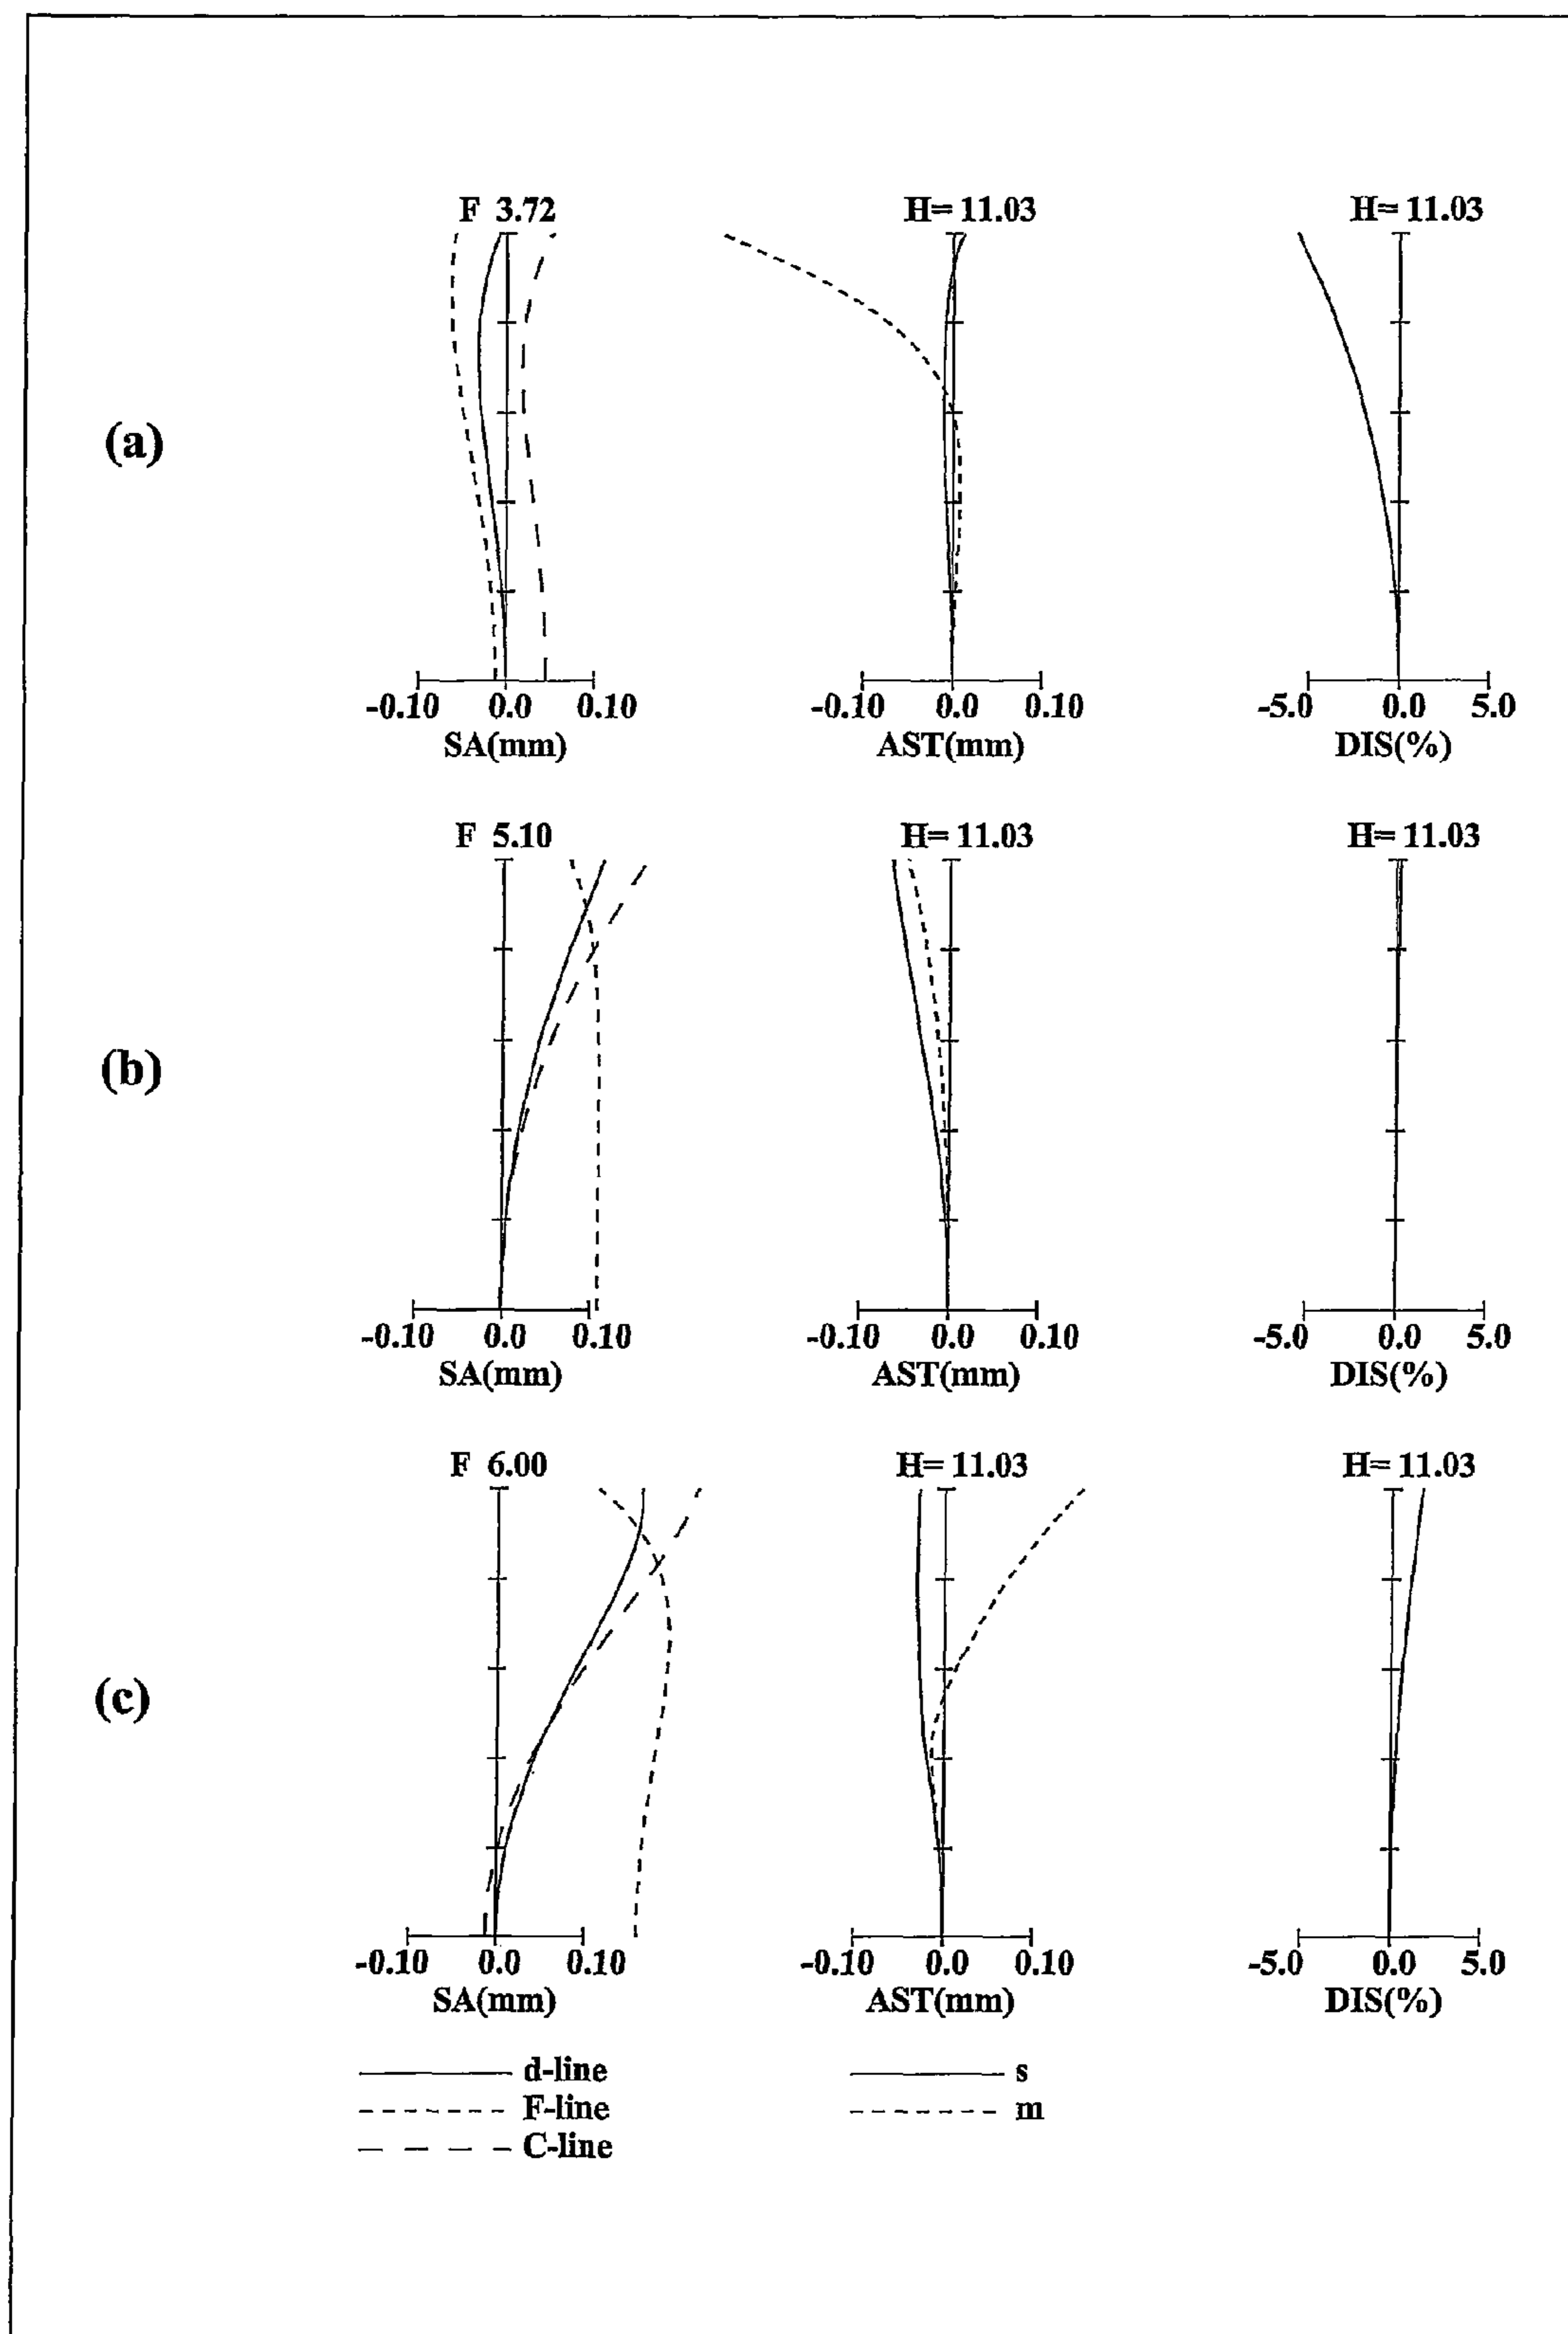 F 3.72 H= 11.03 H= 11.03
(a)
-0.10 0.0 0.10 -0.10 0.0 0.10 -5.0 0.0 5.0
SA(mm) AST(mm) DIS(%)
F 5.10 H= 11.03 H= 11.03
(b)
-0.10 0.0 0.10 -0.10 0.0 0.10 -5.0 0.0 5.0
SA(mm) AST(mm) DIS(%)
F 6.00 H= 11.03 H= 11.03
(c)
-0.10 0.0 0.10 -0.10 0.0 0.10 -5.0 0.0 5.0
SA(mm) AST(mm) DIS(%)
d-line s
F-line m
C-line